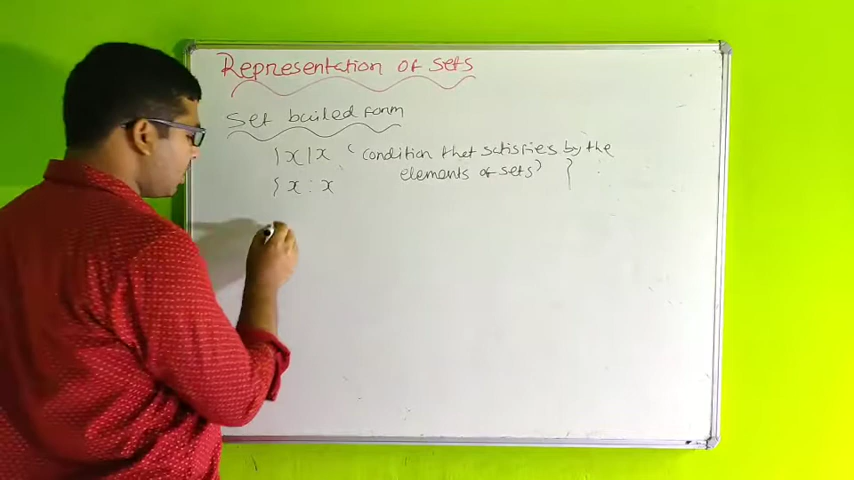 Representation of sets
Set builed form
{x|x ( condition that satisfies by the
elements of sets) }
{ x : x